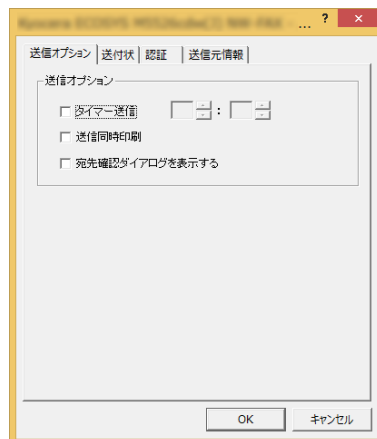 ... ? ×
送信オプション 送付状 認証 送信元情報
送信オプション
タイマー送信 :
送信同時印刷
宛先確認ダイアログを表示する
OK キャンセル